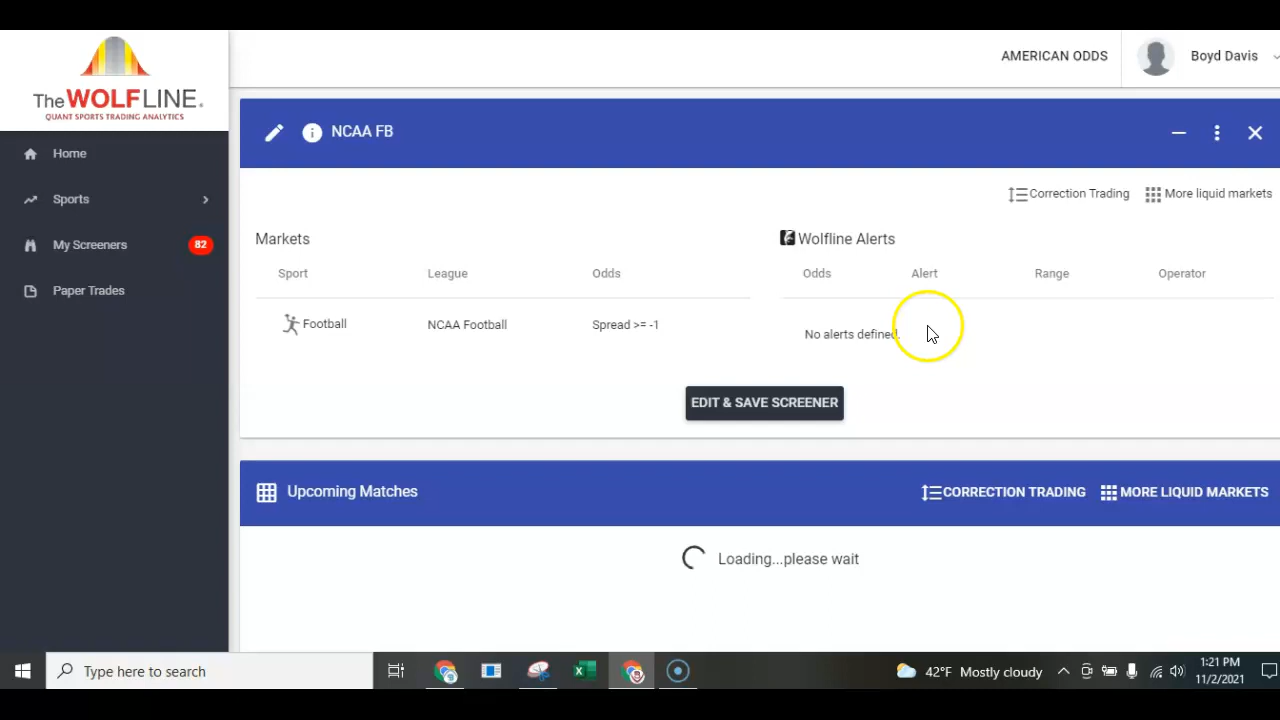 The WOLFLINE®
QUANT SPORTS TRADING ANALYTICS
Home
Sports
My Screeners 82
Paper Trades
AMERICAN ODDS
Boyd Davis
NCAA FB
Correction Trading More liquid markets
Markets
Sport League Odds
Football NCAA Football Spread >= -1
Wolfline Alerts
Odds Alert Range Operator
No alerts defined.
EDIT & SAVE SCREENER
Upcoming Matches CORRECTION TRADING MORE LIQUID MARKETS
Loading...please wait
Type here to search
42°F Mostly cloudy
1:21 PM
11/2/2021